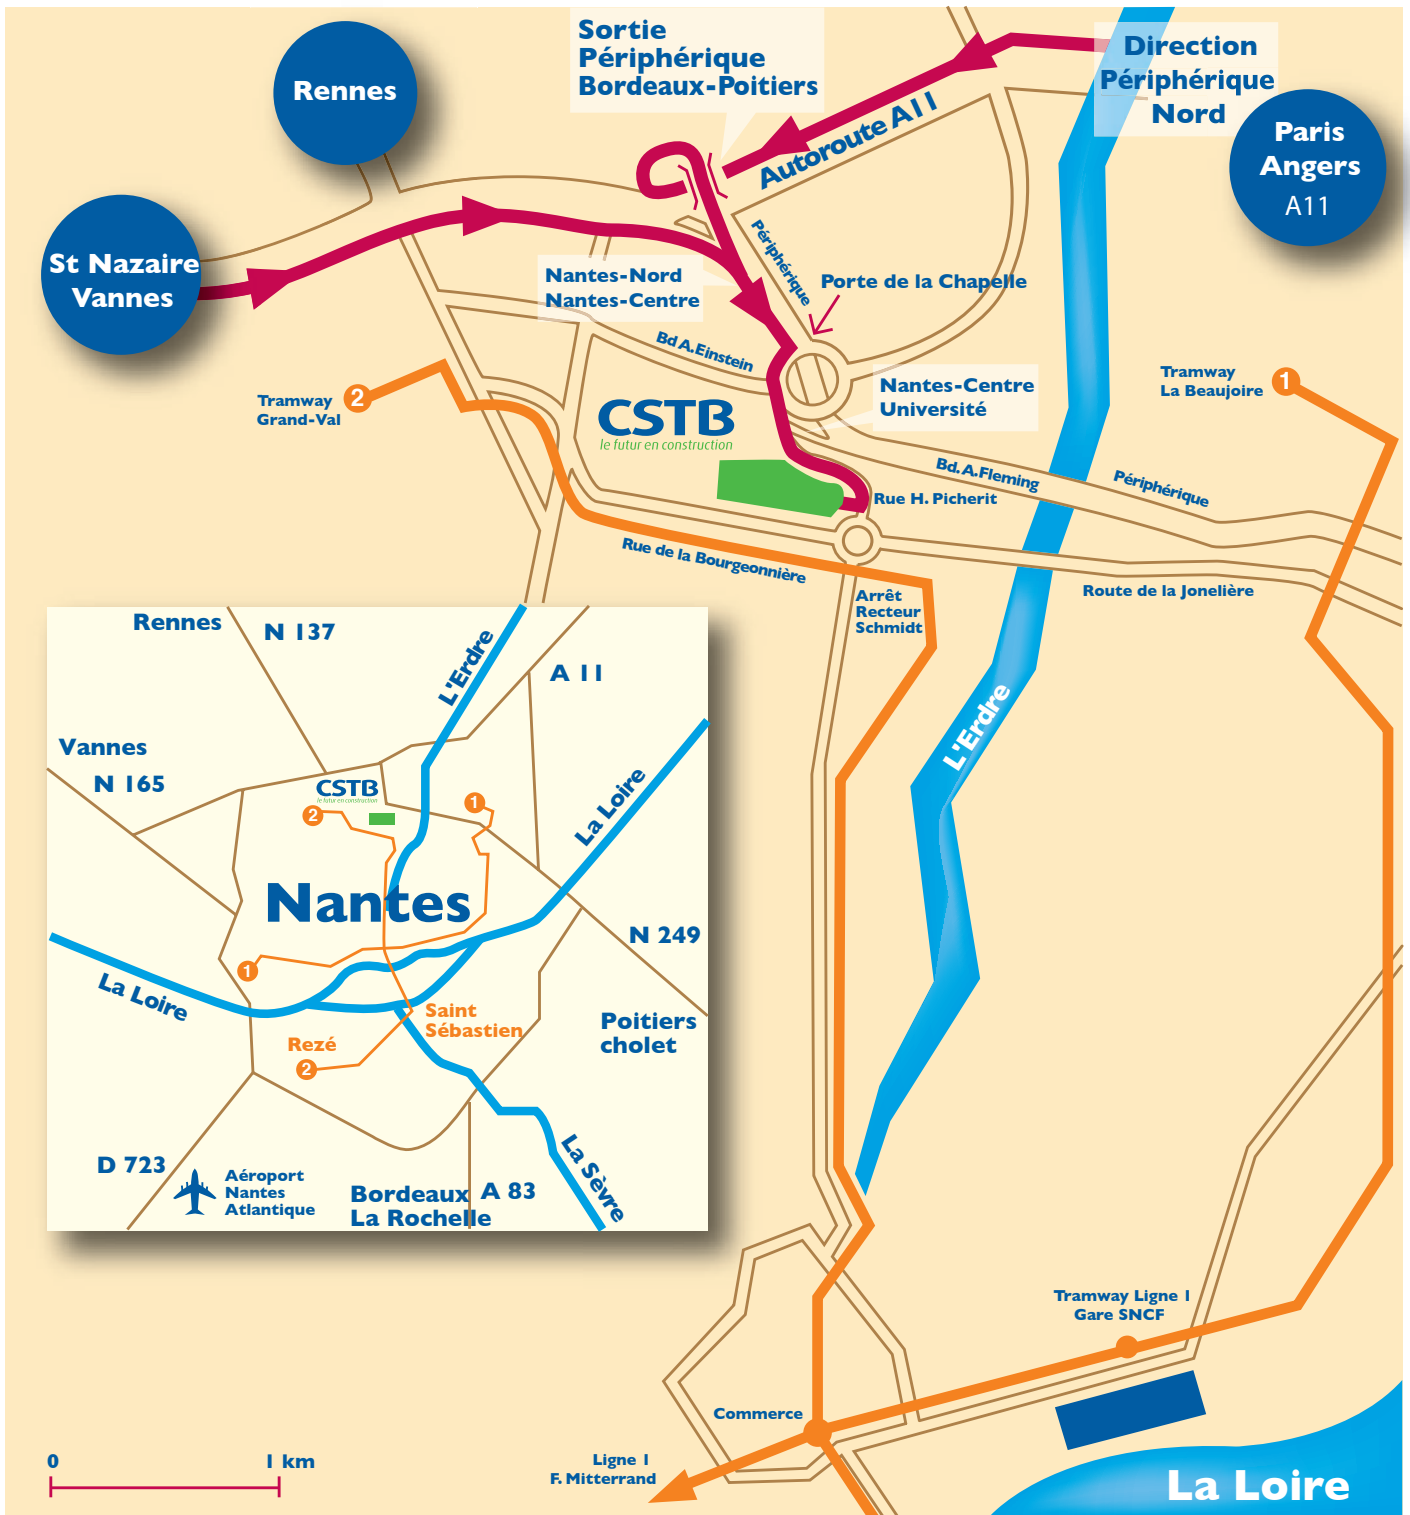 Sortie
Périphérique
Bordeaux-Poitiers
Direction
Périphérique
Nord
Rennes
Paris
Angers
A11
Autoroute A11
St Nazaire
Vannes
Périphérique
Nantes-Nord
Nantes-Centre
Porte de la Chapelle
Bd A.Einstein
Nantes-Centre
Université
Tramway
Grand-Val
2
Tramway
La Beaujoire
1
CSTB
le futur en construction
Bd. A. Fleming
Périphérique
Rue H. Picherit
Rue de la Bourgeonnière
Route de la Jonelière
Arrêt
Recteur
Schmidt
L'Erdre
Rennes
N 137
L'Erdre
A 11
Vannes
N 165
CSTB
le futur en construction
2
1
La Loire
Nantes
N 249
1
La Loire
Saint
Sébastien
Rezé
2
Poitiers
cholet
D 723
Aéroport
Nantes
Atlantique
Bordeaux
La Rochelle
A 83
La Sèvre
Tramway Ligne 1
Gare SNCF
Commerce
Ligne 1
F. Mitterrand
0
1 km
La Loire